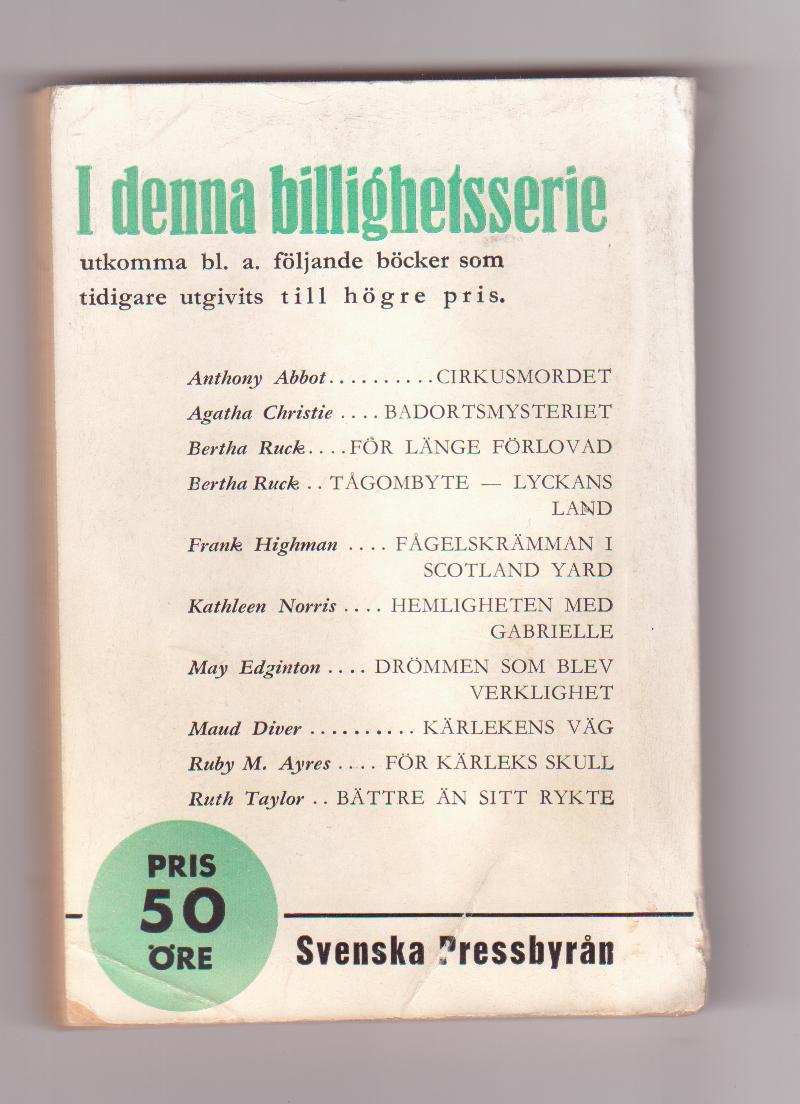 I denna billighetsserie
utkomma bl. a. följande böcker som
tidigare utgivits till högre pris.
Anthony Abbot..........CIRKUSMORDET
Agatha Christie....BADORTSMYSTERIET
Bertha Ruck....FÖR LÄNGE FÖRLOVAD
Bertha Ruck..TÅGOMBYTE — LYCKANS
LAND
Frank Highman....FÅGELSKRÄMMAN I
SCOTLAND YARD
Kathleen Norris....HEMLIGHETEN MED
GABRIELLE
May Edginton....DRÖMMEN SOM BLEV
VERKLIGHET
Maud Diver..........KÄRLEKENS VÄG
Ruby M. Ayres....FÖR KÄRLEKS SKULL
Ruth Taylor..BÄTTRE ÄN SITT RYKTE
PRIS
50
ÖRE
Svenska Pressbyrån